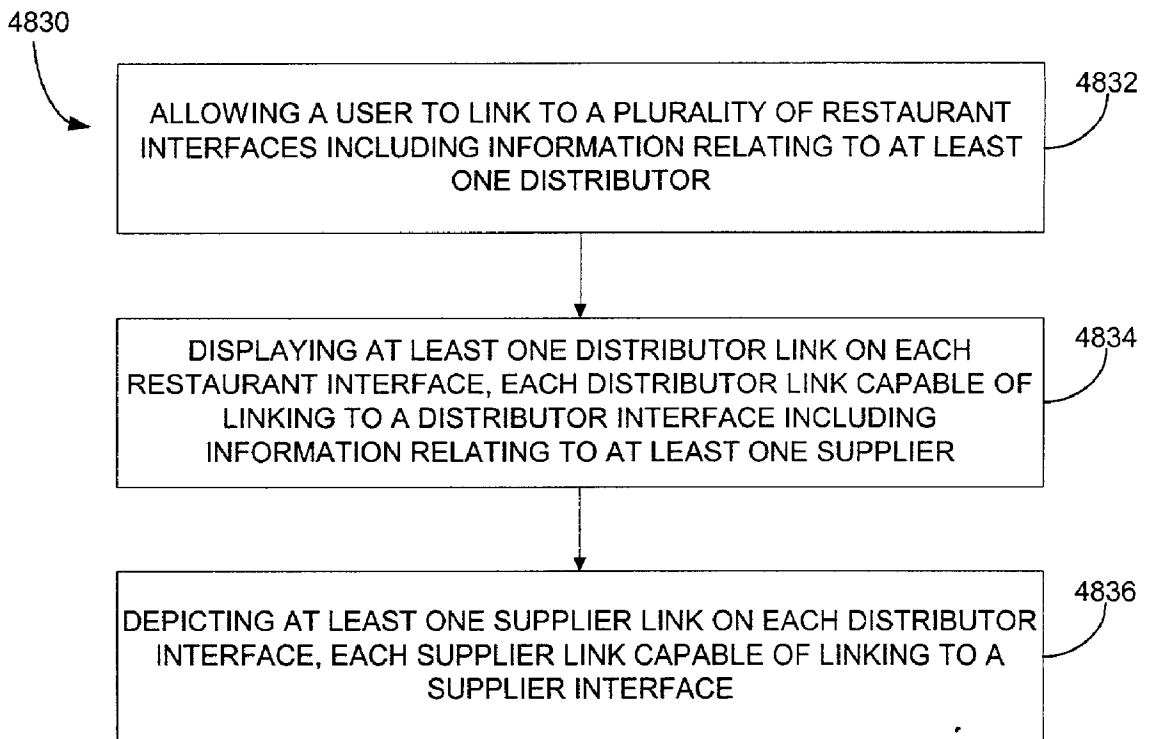 4830
4832
ALLOWING A USER TO LINK TO A PLURALITY OF RESTAURANT
INTERFACES INCLUDING INFORMATION RELATING TO AT LEAST
ONE DISTRIBUTOR
4834
DISPLAYING AT LEAST ONE DISTRIBUTOR LINK ON EACH
RESTAURANT INTERFACE, EACH DISTRIBUTOR LINK CAPABLE OF
LINKING TO A DISTRIBUTOR INTERFACE INCLUDING
INFORMATION RELATING TO AT LEAST ONE SUPPLIER
4836
DEPICTING AT LEAST ONE SUPPLIER LINK ON EACH DISTRIBUTOR
INTERFACE, EACH SUPPLIER LINK CAPABLE OF LINKING TO A
SUPPLIER INTERFACE